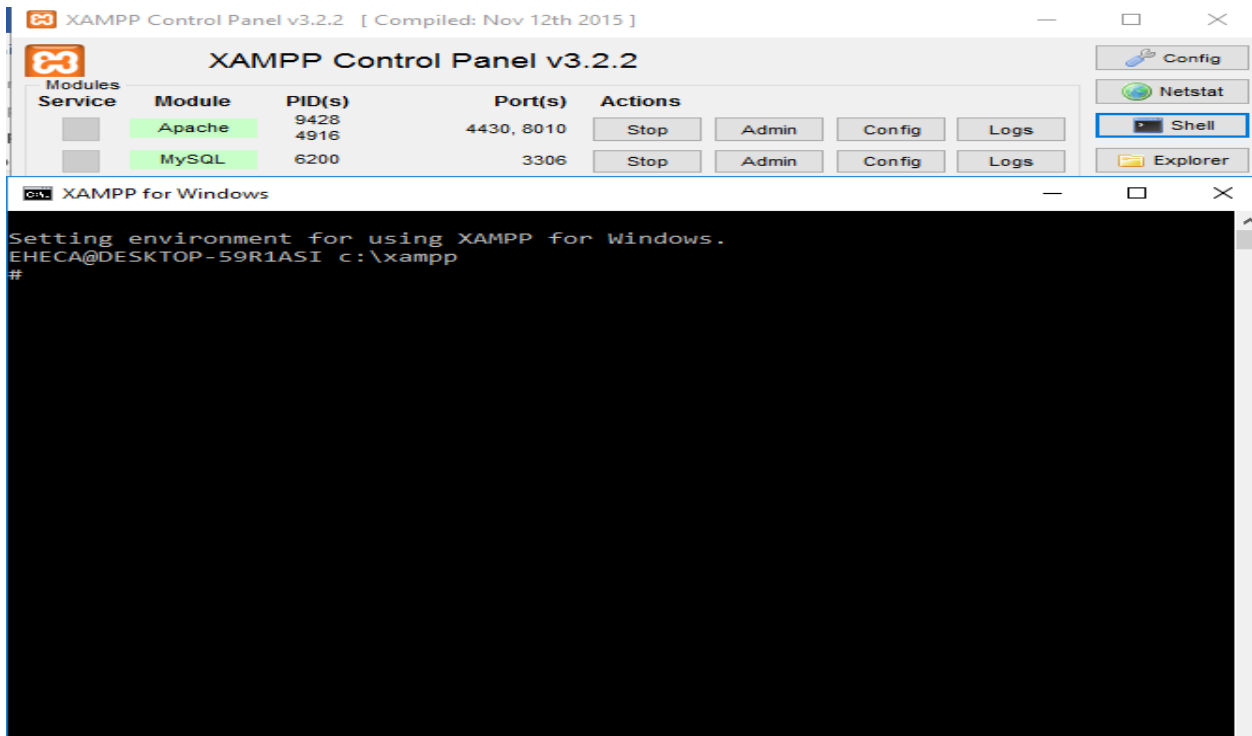 XAMPP Control Panel v3.2.2 [ Compiled: Nov 12th 2015 ]
XAMPP Control Panel v3.2.2
Config
Modules
Netstat
Service Module PID(s) Port(s) Actions
Apache 9428 4916 4430, 8010 Stop Admin Config Logs
Shell
MySQL 6200 3306 Stop Admin Config Logs
Explorer
XAMPP for Windows
Setting environment for using XAMPP for Windows.
EHECA@DESKTOP-59R1ASI c:\xampp
#